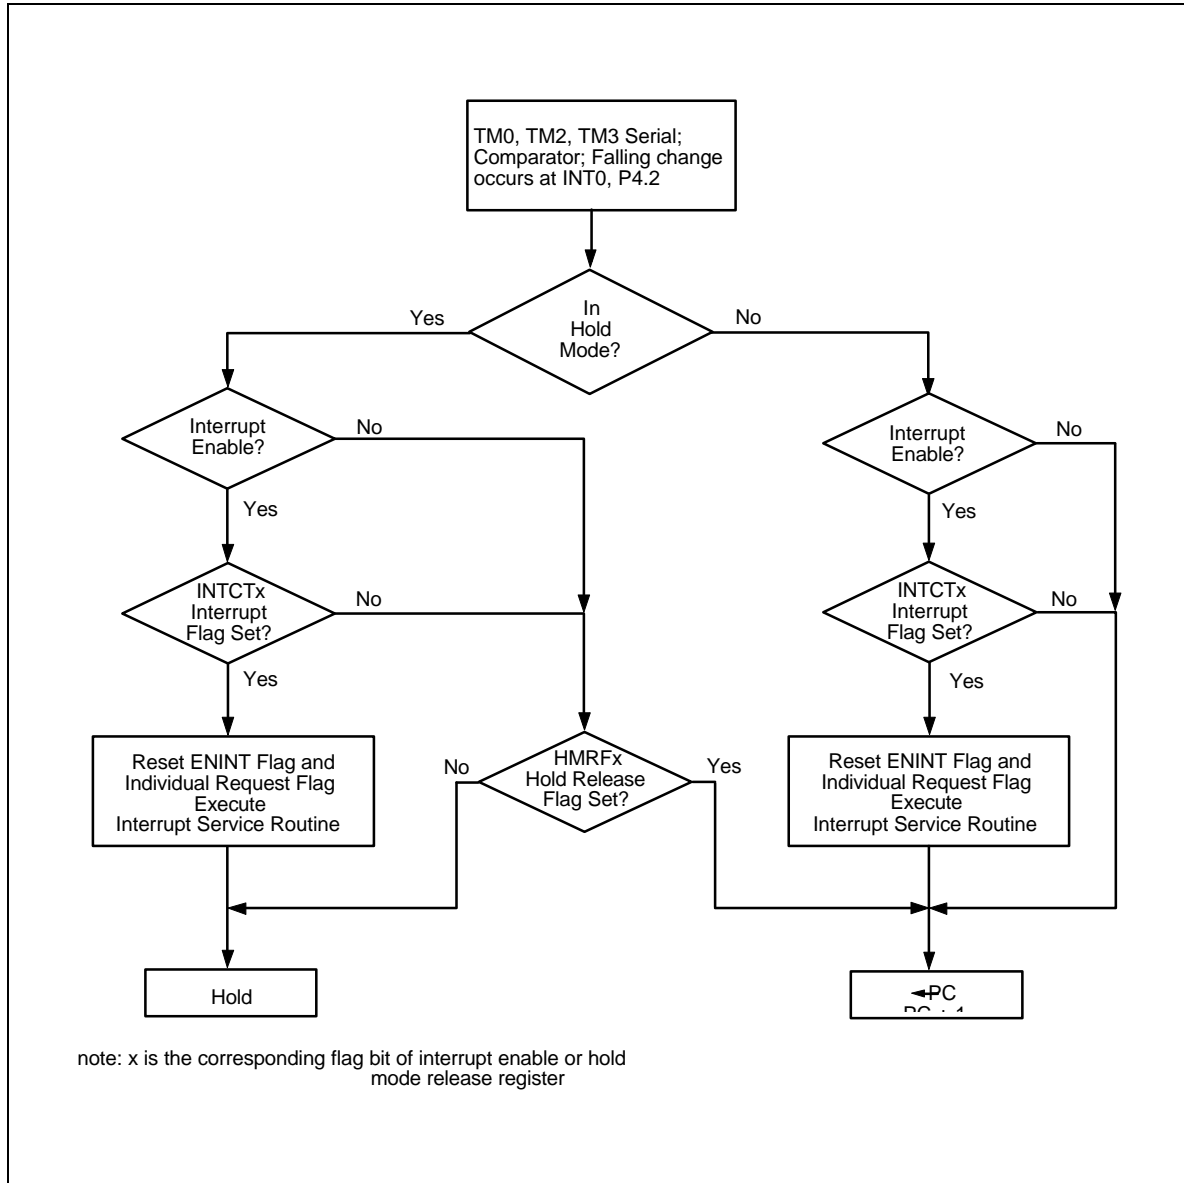 TM0, TM2, TM3 Serial;
Comparator; Falling change
occurs at INT0, P4.2
In
Hold
Mode?
Yes
No
Interrupt
Enable?
No
Interrupt
Enable?
No
Yes
Yes
INTCTx
Interrupt
Flag Set?
No
INTCTx
Interrupt
Flag Set?
No
Yes
Yes
Reset ENINT Flag and
Individual Request Flag
Execute
Interrupt Service Routine
No
HMRFx
Hold Release
Flag Set?
Yes
Reset ENINT Flag and
Individual Request Flag
Execute
Interrupt Service Routine
Hold
PC
note: x is the corresponding flag bit of interrupt enable or hold
mode release register